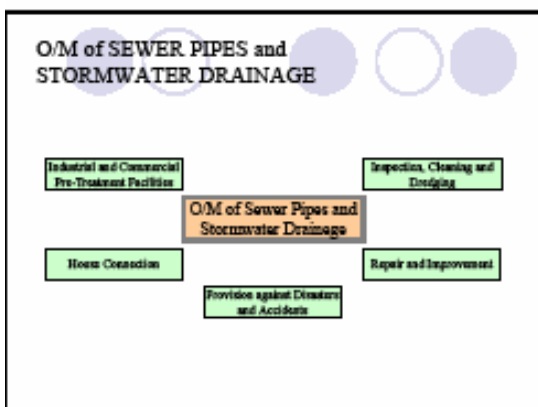 O/M of SEWER PIPES and
STORMWATER DRAINAGE
Industrial and Commercial
Pre-Treatment Facilities
Inspection, Cleaning and
Dredging
O/M of Sewer Pipes and
Stormwater Drainege
House Connection
Repair and Improvement
Provision against Disasters
and Accidents